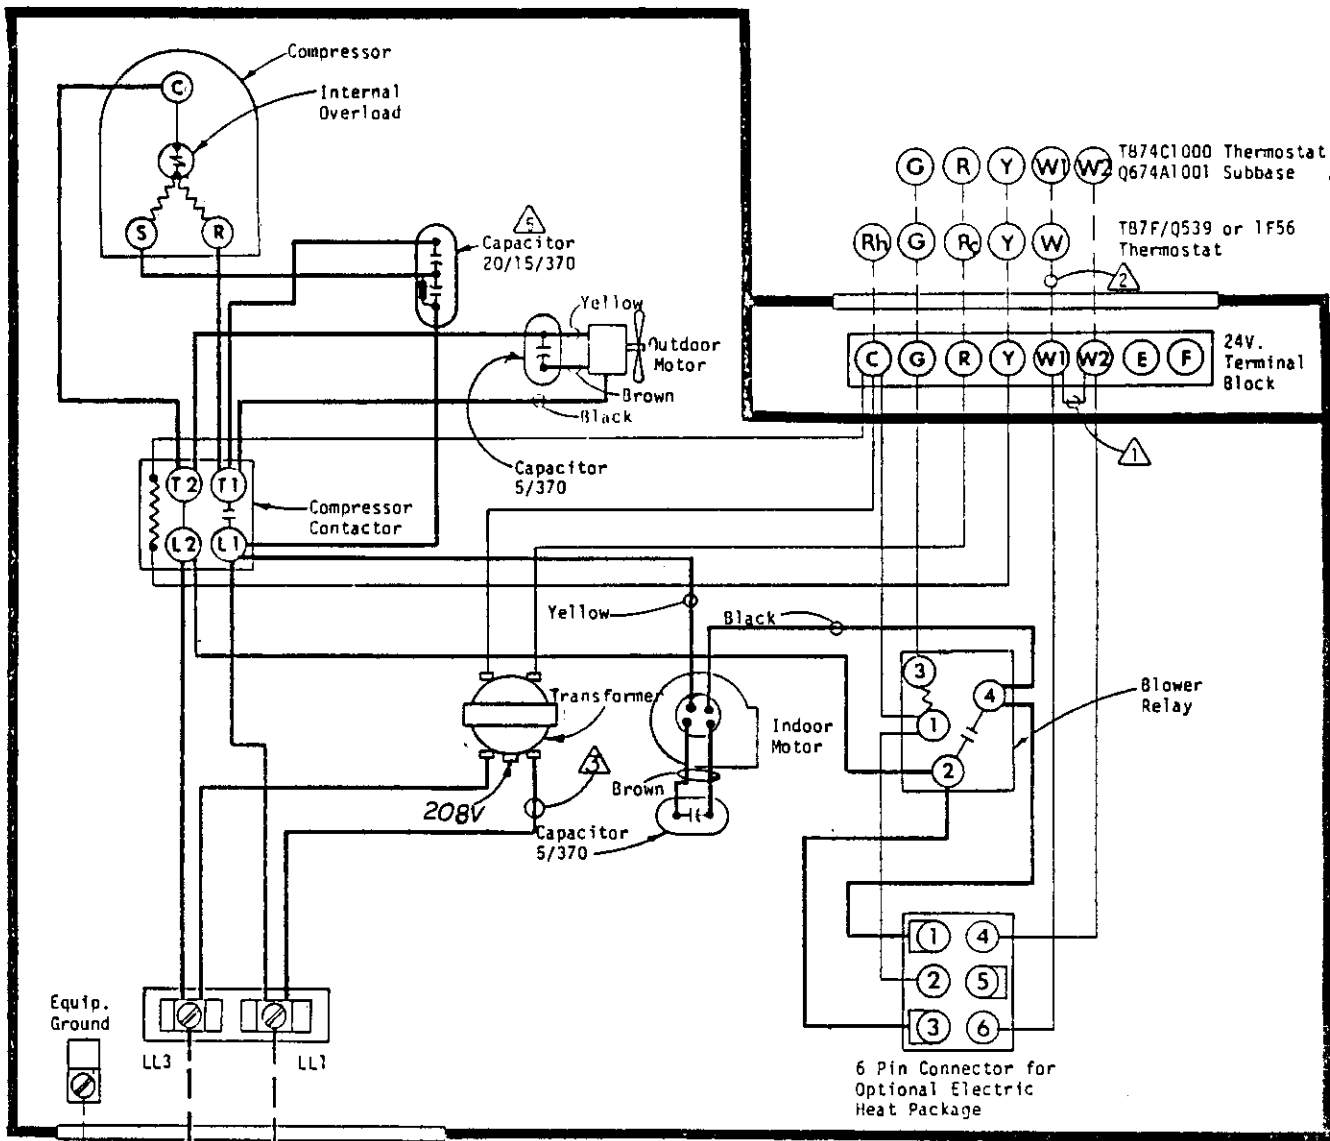 Compressor
C
Internal
Overload
S
R
5
Capacitor
20/15/370
Yellow
Outdoor
Motor
Brown
Black
Capacitor
5/370
T2
T1
L2
L1
Compressor
Contactor
G
R
Y
W1
W2
T874C1000 Thermostat
Q674A1001 Subbase
Rh
G
Rc
Y
W
T87F/Q539 or 1F56
Thermostat
2
C
G
R
Y
W1
W2
E
F
24V.
Terminal
Block
1
Yellow
Black
Transformer
3
208V
Indoor
Motor
Brown
Capacitor
5/370
3
4
1
2
Blower
Relay
1
4
2
5
3
6
6 Pin Connector for
Optional Electric
Heat Package
Equip.
Ground
LL3
LL1